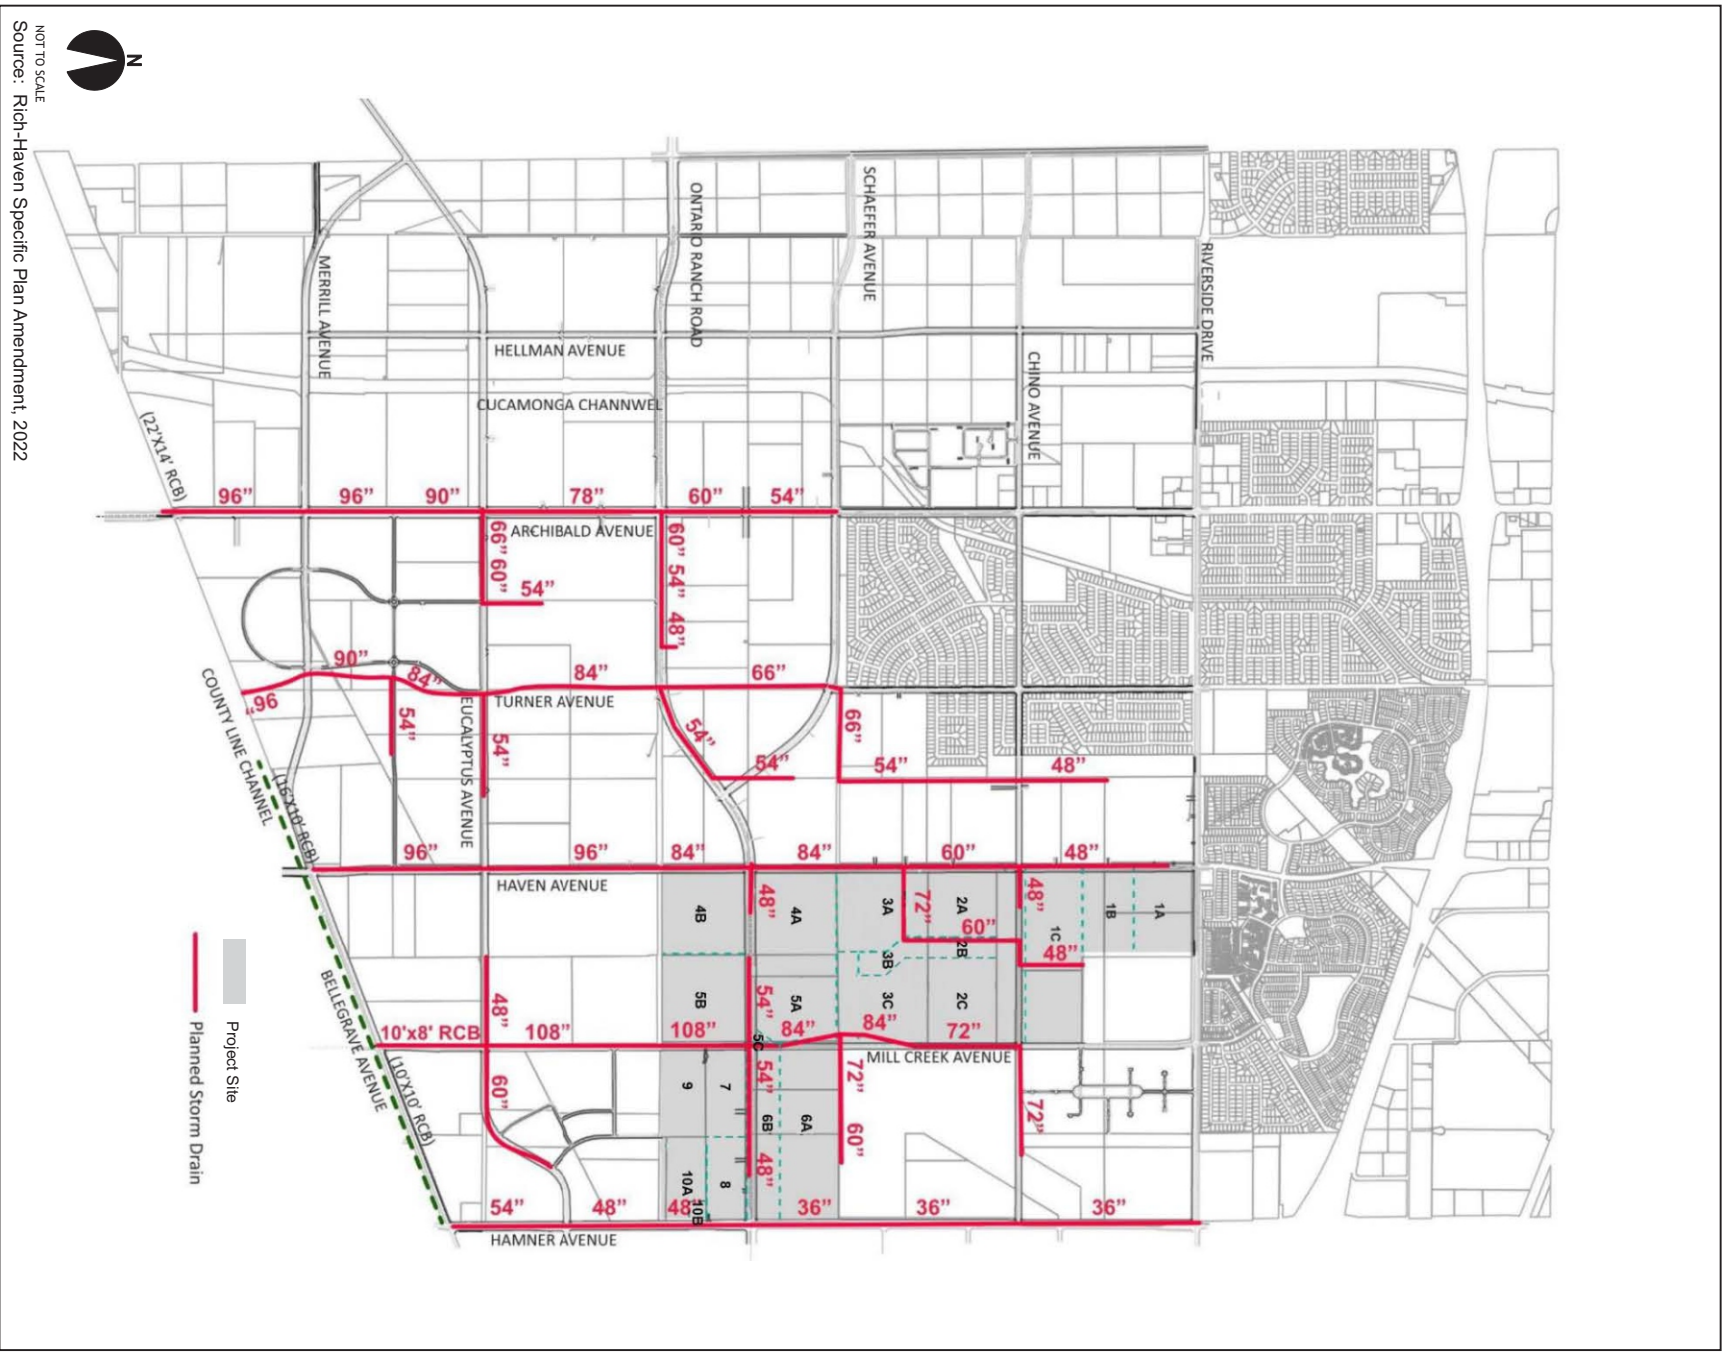 N
NOT TO SCALE
Source: Rich-Haven Specific Plan Amendment, 2022
MERRILL AVENUE
ONTARIO RANCH ROAD
SCHAEFER AVENUE
RIVERSIDE DRIVE
CHINO AVENUE
HELLMAN AVENUE
CUCAMONGA CHANNWEL
(22'X14' RCB)
96”
96”
90”
78”
60”
54”
ARCHIBALD AVENUE
66” 60”
54”
60” 54” 48”
90”
84”
84”
66”
96”
TURNER AVENUE
54”
54”
54”
54”
66”
54”
48”
EUCALYPTUS AVENUE
COUNTY LINE CHANNEL
(16'X10' RCB)
96”
96”
84”
84”
60”
48”
HAVEN AVENUE
4B
48”
4A
3A
72”
2A
60”
2B
48”
1C
48”
1B
1A
3B
5B
54”
5A
3C
2C
48”
10'x8' RCB
108”
108”
5C
84”
84”
72”
MILL CREEK AVENUE
BELLEGRAVE AVENUE
(10'X10' RCB)
60”
9
7
54”
6B
6A
72”
60”
72”
48”
10A
8
10B
54”
48”
48”
36”
36”
36”
HAMNER AVENUE
Project Site
Planned Storm Drain